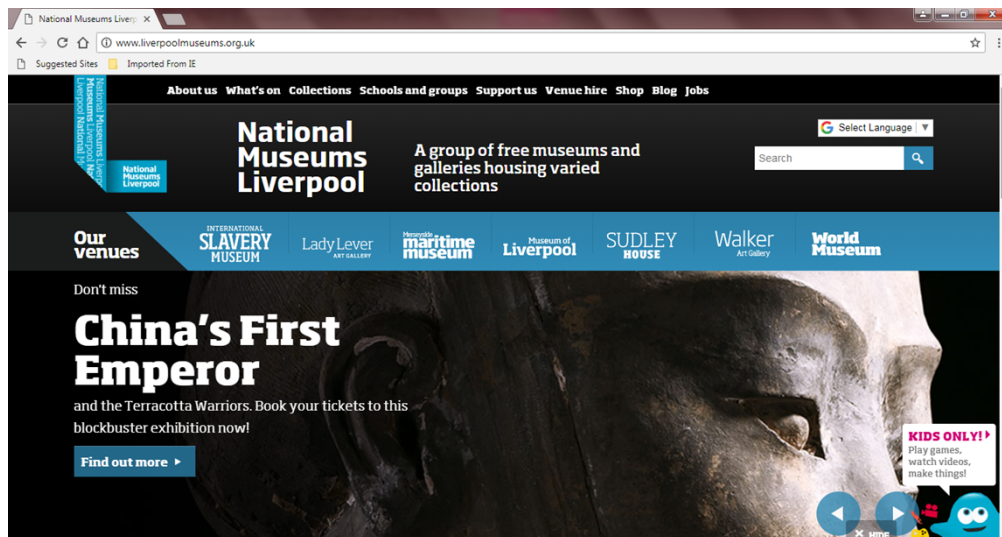 National Museums Liverp
www.liverpoolmuseums.org.uk
Suggested Sites Imported From IE
About us What's on Collections Schools and groups Support us Venue hire Shop Blog Jobs
National Museums Liverpool
National
Museums
Liverpool
National
Museums
Liverpool
A group of free museums and
galleries housing varied
collections
Select Language
Search
Our
venues
INTERNATIONAL
SLAVERY
MUSEUM
Lady Lever
ART GALLERY
Merseyside
maritime
museum
Museum of
Liverpool
SUDLEY
HOUSE
Walker
Art Gallery
World
Museum
Don't miss
China's First
Emperor
and the Terracotta Warriors. Book your tickets to this
blockbuster exhibition now!
Find out more
KIDS ONLY!
Play games,
watch videos,
make things!
X HIDE